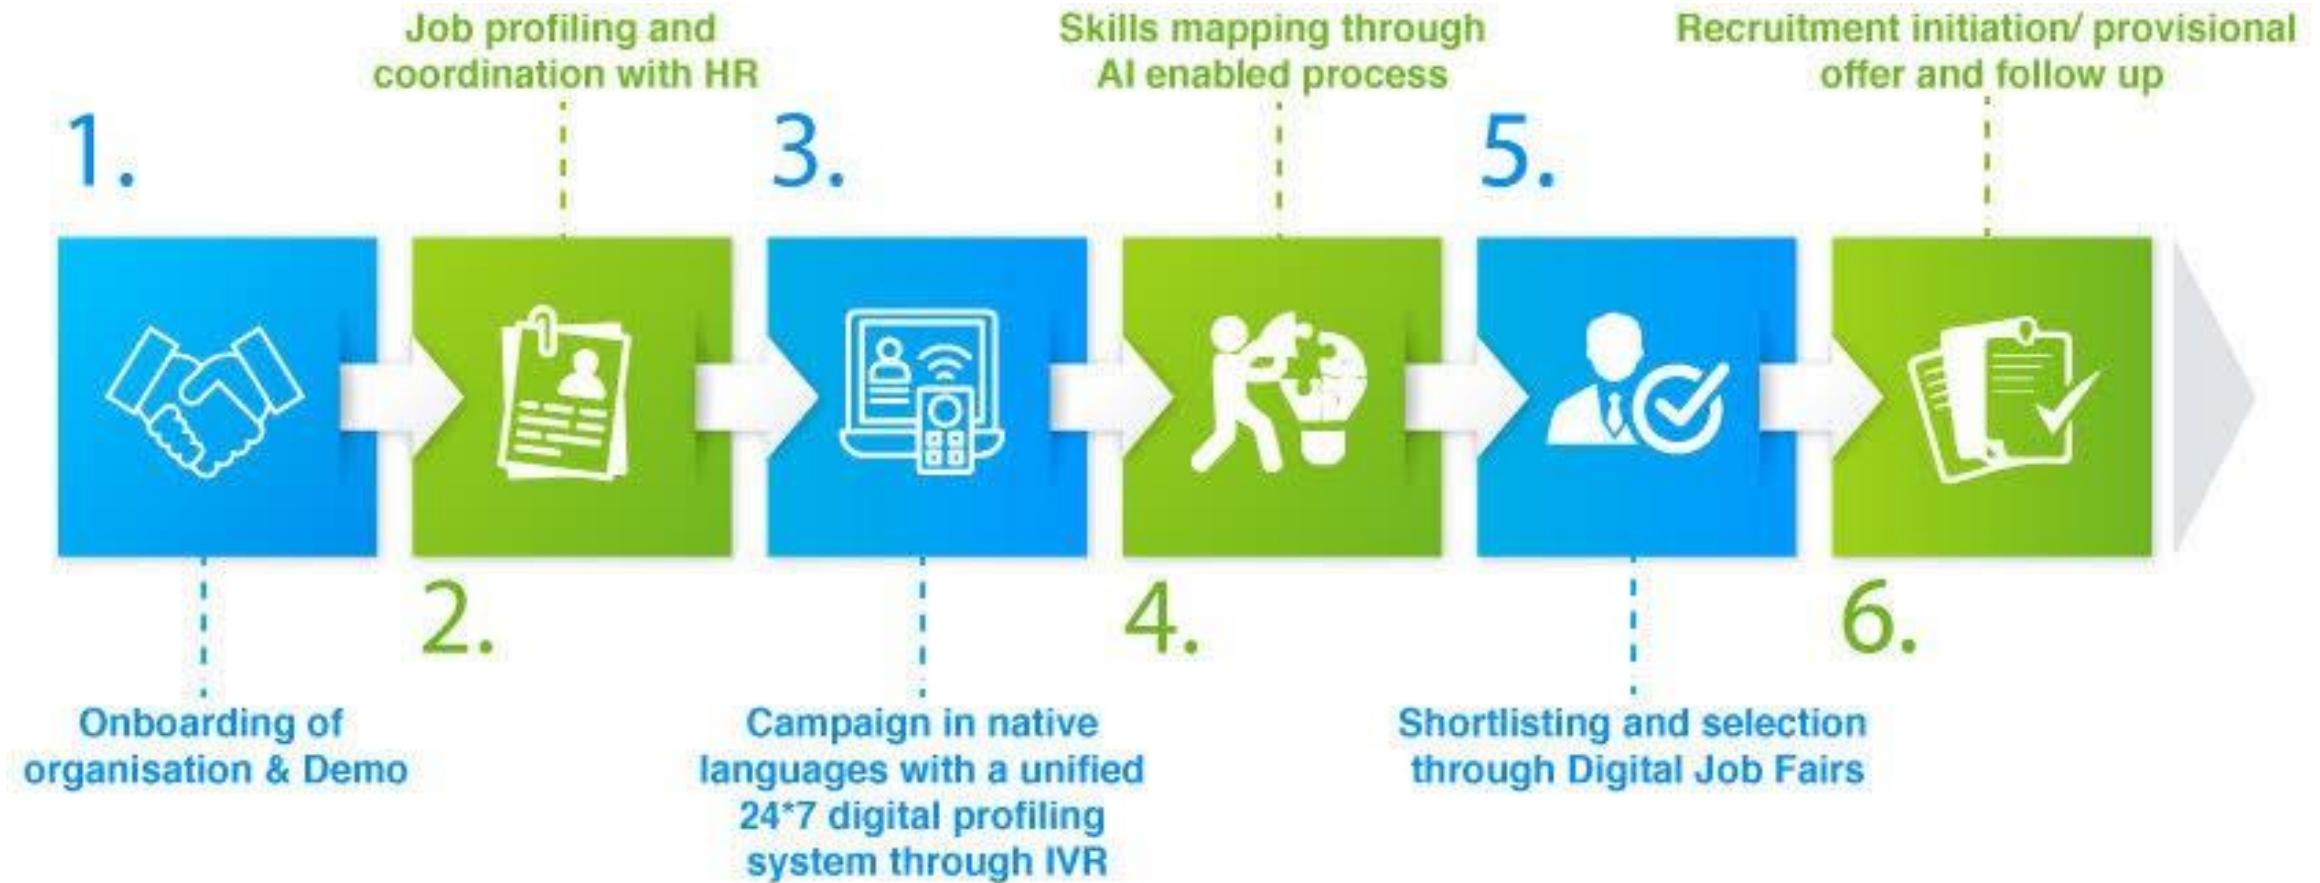 1.
Onboarding of
organisation & Demo
2.
Job profiling and
coordination with HR
3.
Campaign in native
languages with a unified
24*7 digital profiling
system through IVR
4.
Skills mapping through
AI enabled process
5.
Shortlisting and selection
through Digital Job Fairs
6.
Recruitment initiation/ provisional
offer and follow up